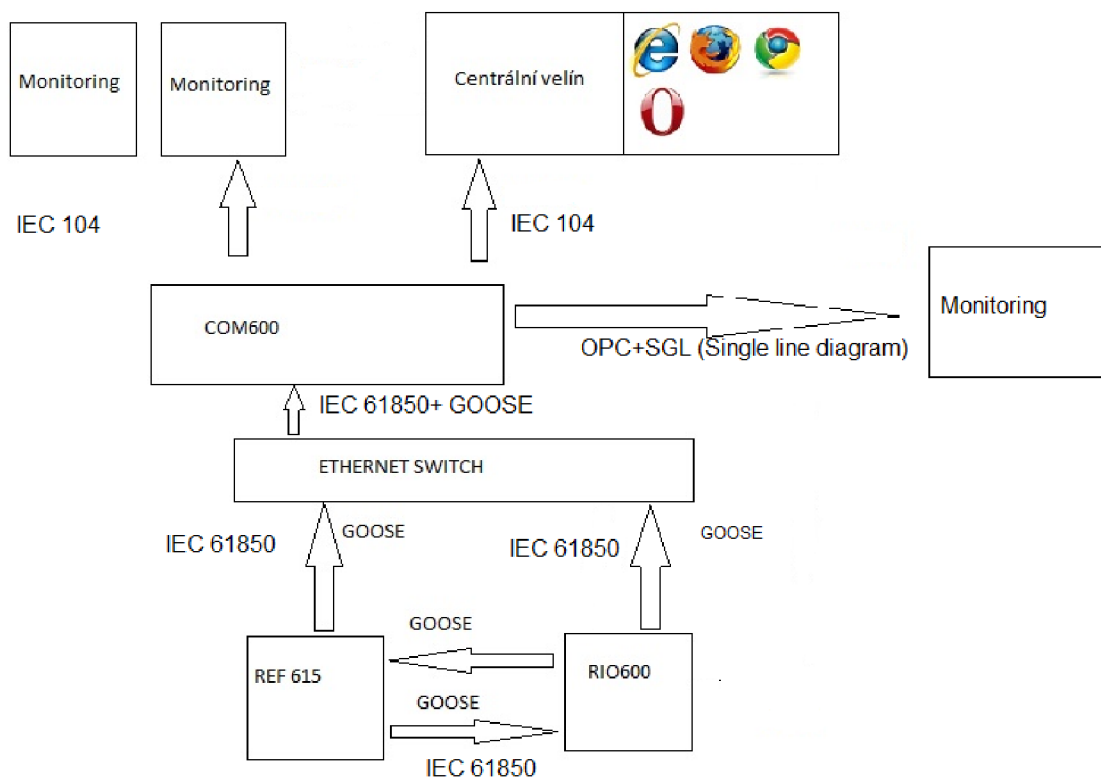 Monitoring
Monitoring
Centrální velín
IEC 104
IEC 104
Monitoring
COM600
OPC+SGL (Single line diagram)
IEC 61850+ GOOSE
ETHERNET SWITCH
IEC 61850
GOOSE
IEC 61850
GOOSE
GOOSE
REF 615
RIO600
GOOSE
IEC 61850